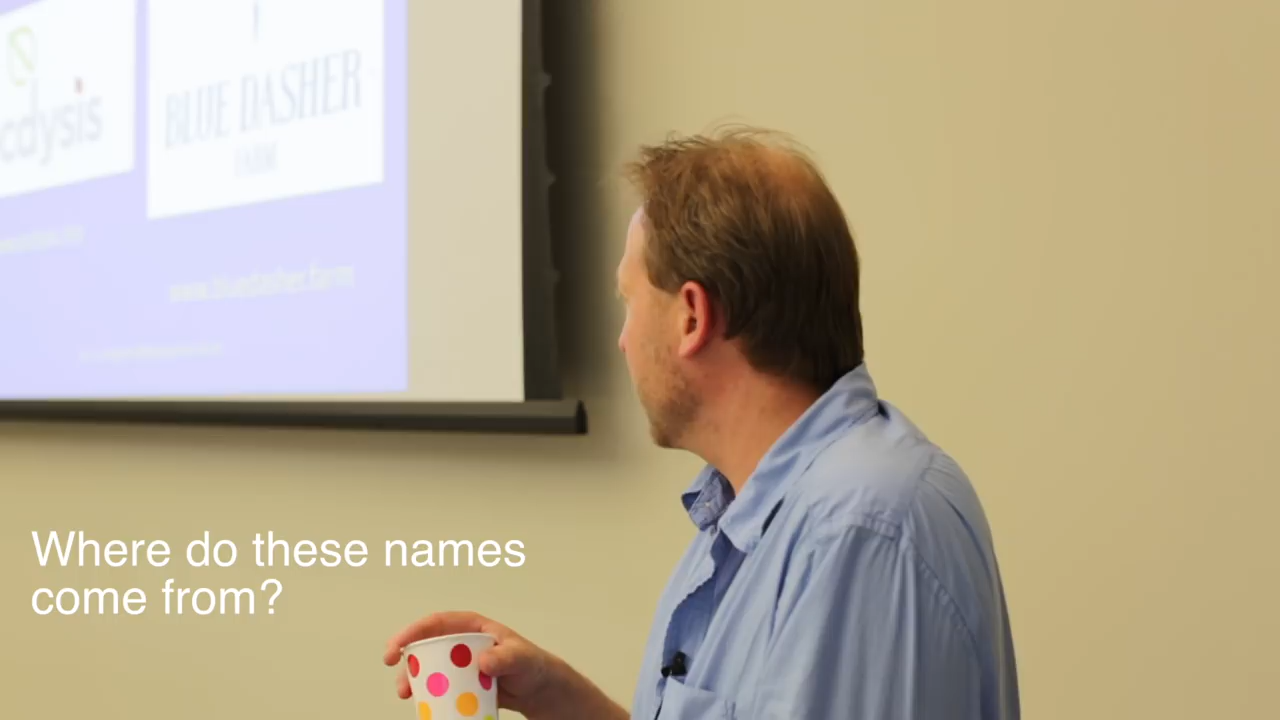 cdysis
BLUE DASHER
FARM
www.bluedasher.farm
Where do these names
come from?